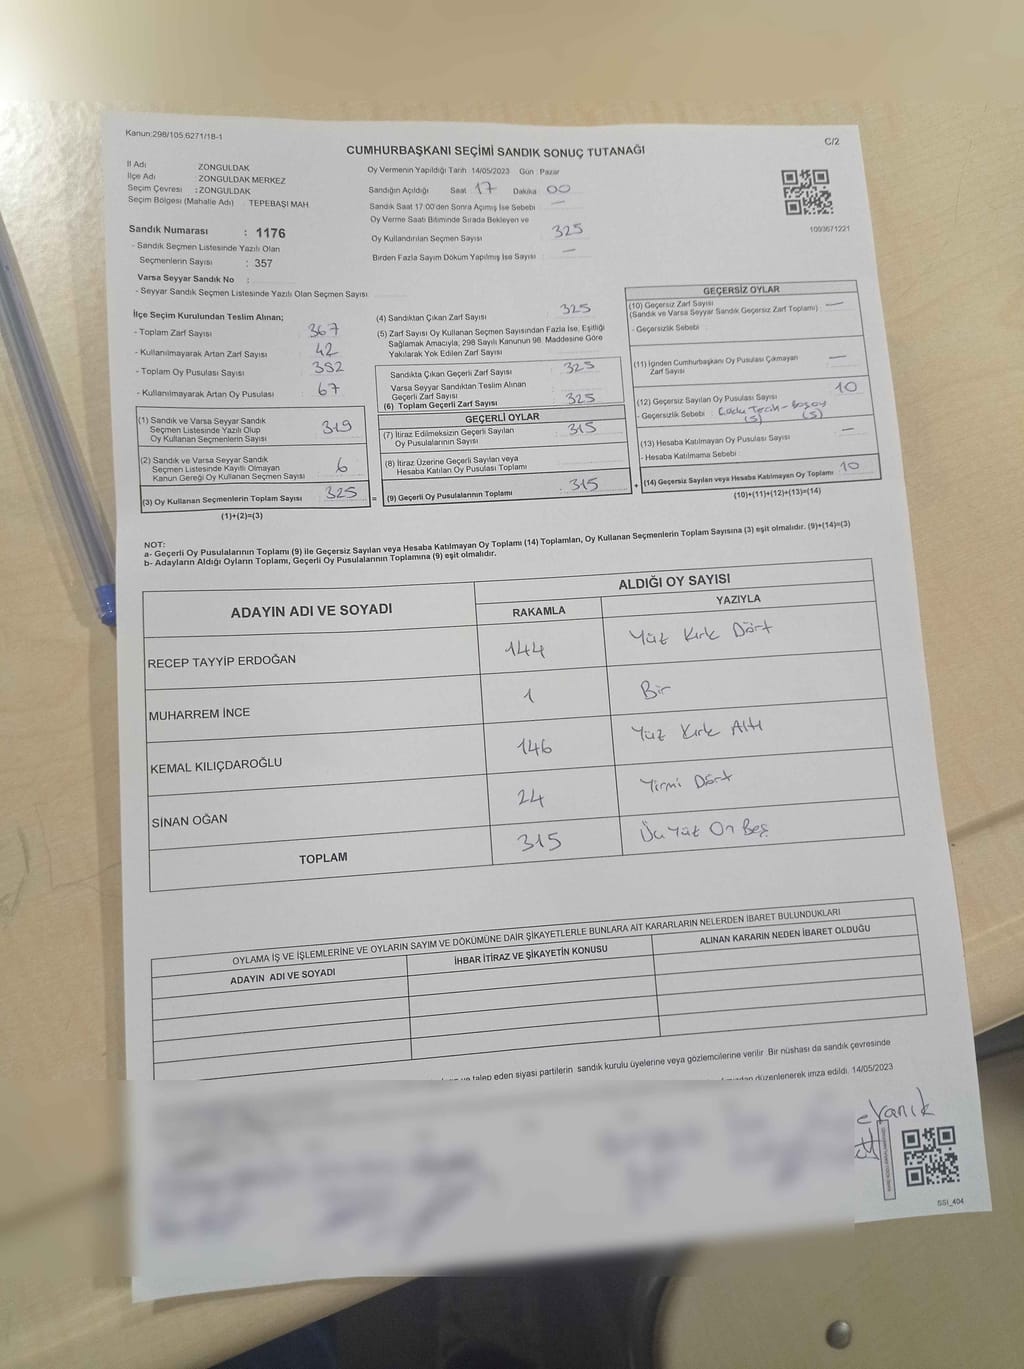 Kanun:298/105;6271/18-1
C/2
CUMHURBAŞKANI SEÇİMİ SANDIK SONUÇ TUTANAĞI
İl Adı ZONGULDAK
İlçe Adı ZONGULDAK MERKEZ
Seçim Çevresi : ZONGULDAK
Seçim Bölgesi (Mahalle Adı) TEPEBAŞI MAH
Sandık Numarası : 1176
- Sandık Seçmen Listesinde Yazılı Olan
Seçmenlerin Sayısı : 357
Varsa Seyyar Sandık No :
- Seyyar Sandık Seçmen Listesinde Yazılı Olan Seçmen Sayısı
Oy Vermenin Yapıldığı Tarih 14/05/2023 Gün : Pazar
Sandığın Açıldığı Saat 17 Dakika 00
Sandık Saat 17:00'den Sonra Açımış İse Sebebi —
Oy Verme Saati Bitiminde Sırada Bekleyen ve
Oy Kullandırılan Seçmen Sayısı 325
Birden Fazla Sayım Döküm Yapılmış İse Sayısı —
1093671221
İlçe Seçim Kurulundan Teslim Alınan;
- Toplam Zarf Sayısı 367
- Kullanılmayarak Artan Zarf Sayısı 42
- Toplam Oy Pusulası Sayısı 392
- Kullanılmayarak Artan Oy Pusulası 67
(1) Sandık ve Varsa Seyyar Sandık
Seçmen Listesinde Yazılı Olup
Oy Kullanan Seçmenlerin Sayısı 319
(2) Sandık ve Varsa Seyyar Sandık
Seçmen Listesinde Kayıtlı Olmayan
Kanun Gereği Oy Kullanan Seçmen Sayısı 6
(3) Oy Kullanan Seçmenlerin Toplam Sayısı 325 =
(1)+(2)=(3)
(4) Sandıktan Çıkan Zarf Sayısı 325
(5) Zarf Sayısı Oy Kullanan Seçmen Sayısından Fazla İse, Eşitliği
Sağlamak Amacıyla, 298 Sayılı Kanunun 98. Maddesine Göre
Yakılarak Yok Edilen Zarf Sayısı
Sandıkta Çıkan Geçerli Zarf Sayısı 325
Varsa Seyyar Sandıktan Teslim Alınan
Geçerli Zarf Sayısı
(6) Toplam Geçerli Zarf Sayısı 325
GEÇERLİ OYLAR
(7) İtiraz Edilmeksizin Geçerli Sayılan
Oy Pusulalarının Sayısı 315
(8) İtiraz Üzerine Geçerli Sayılan veya
Hesaba Katılan Oy Pusulası Toplamı
(9) Geçerli Oy Pusulalarının Toplamı : 315 +
GEÇERSİZ OYLAR
(10) Geçersiz Zarf Sayısı
(Sandık ve Varsa Seyyar Sandık Geçersiz Zarf Toplamı) : —
- Geçersizlik Sebebi :
(11) İçinden Cumhurbaşkanı Oy Pusulası Çıkmayan
Zarf Sayısı —
(12) Geçersiz Sayılan Oy Pusulası Sayısı 10
- Geçersizlik Sebebi :
(5) (5)
(13) Hesaba Katılmayan Oy Pusulası Sayısı —
- Hesaba Katılmama Sebebi :
(14) Geçersiz Sayılan veya Hesaba Katılmayan Oy Toplamı 10
(10)+(11)+(12)+(13)=(14)
NOT:
a- Geçerli Oy Pusulalarının Toplamı (9) ile Geçersiz Sayılan veya Hesaba Katılmayan Oy Toplamı (14) Toplamları, Oy Kullanan Seçmenlerin Toplam Sayısına (3) eşit olmalıdır. (9)+(14)=(3)
b- Adayların Aldığı Oyların Toplamı, Geçerli Oy Pusulalarının Toplamına (9) eşit olmalıdır.
ADAYIN ADI VE SOYADI ALDIĞI OY SAYISI
RAKAMLA YAZIYLA
RECEP TAYYİP ERDOĞAN 144 Yüz Kırk Dört
MUHARREM İNCE 1 Bir
KEMAL KILIÇDAROĞLU 146 Yüz Kırk Altı
SİNAN OĞAN 24 Yirmi Dört
TOPLAM 315 Üç Yüz On Beş
OYLAMA İŞ VE İŞLEMLERİNE VE OYLARIN SAYIM VE DÖKÜMÜNE DAİR ŞİKAYETLERLE BUNLARA AİT KARARLARIN NELERDEN İBARET BULUNDUKLARI
ADAYIN ADI VE SOYADI İHBAR İTİRAZ VE ŞİKAYETİN KONUSU ALINAN KARARIN NEDEN İBARET OLDUĞU
talep eden siyasi partilerin sandık kurulu üyelerine veya gözlemcilerine verilir. Bir nüshası da sandık çevresinde
düzenlenerek imza edildi. 14/05/2023
SSI_404